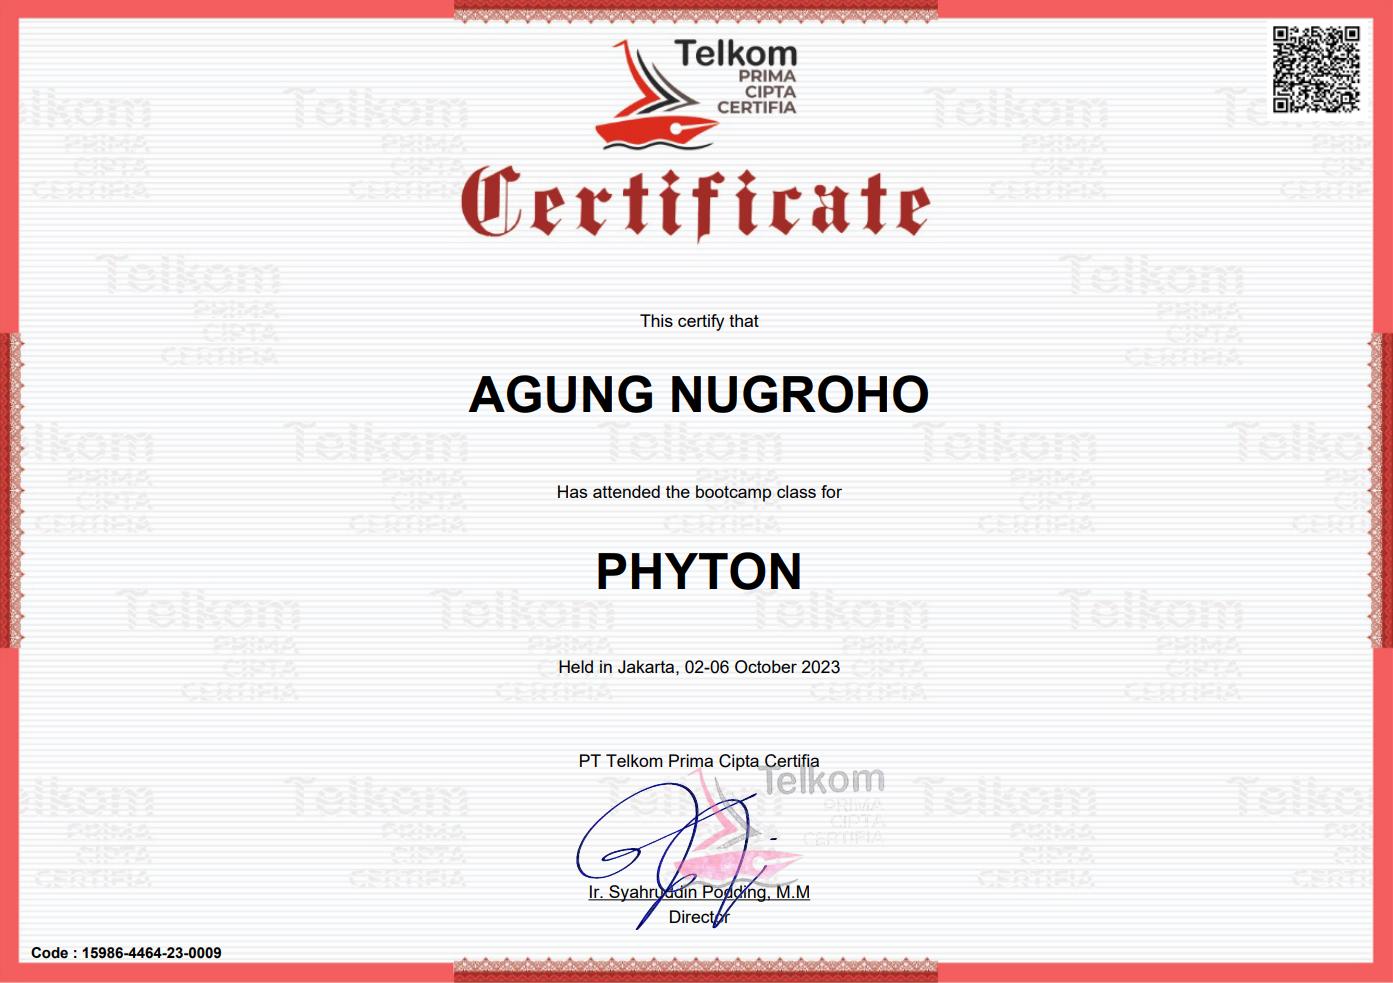 Telkom
PRIMA
CIPTA
CERTIFIA
Certificate
This certify that
AGUNG NUGROHO
Has attended the bootcamp class for
PHYTON
Held in Jakarta, 02-06 October 2023
PT Telkom Prima Cipta Certifia
Telkom
PRIMA
CIPTA
CERTIFIA
Ir. Syahruddin Podding, M.M
Director
Code : 15986-4464-23-0009